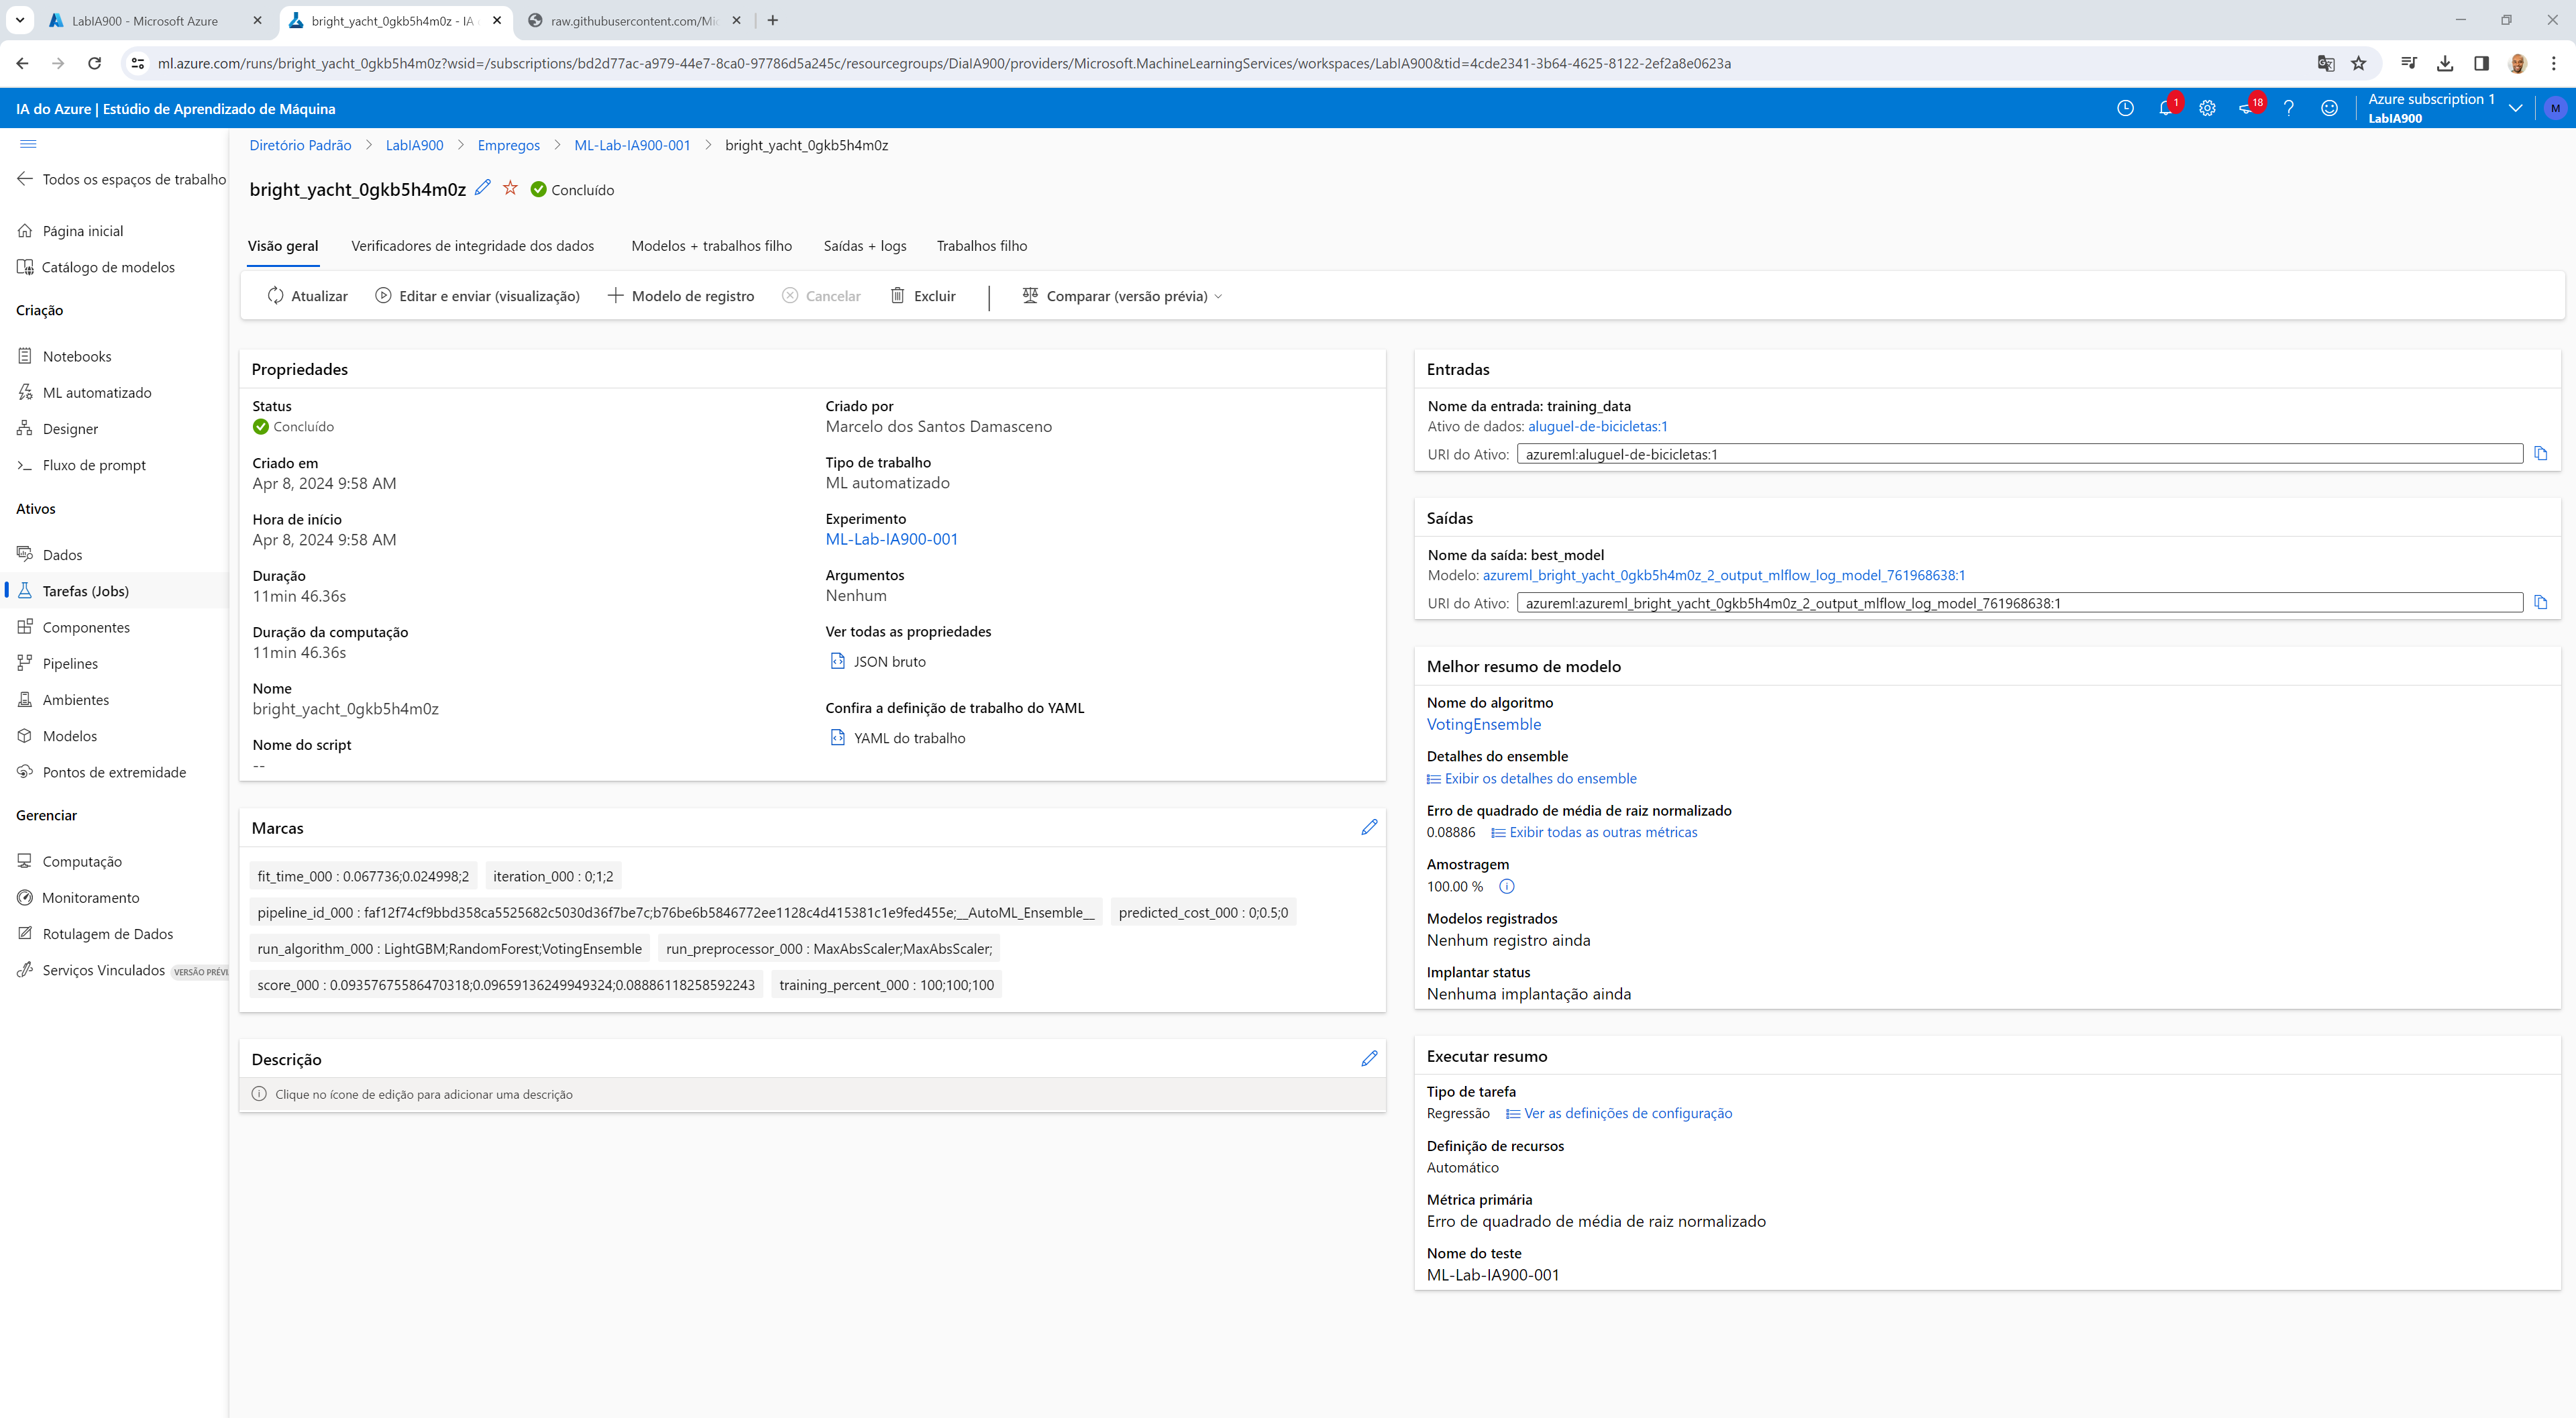 LabIA900 - Microsoft Azure
bright_yacht_0gkb5h4m0z - IA
raw.githubusercontent.com/Mi
ml.azure.com/runs/bright_yacht_0gkb5h4m0z?wsid=/subscriptions/bd2d77ac-a979-44e7-8ca0-97786d5a245c/resourcegroups/DiaIA900/providers/Microsoft.MachineLearningServices/workspaces/LabIA900&tid=4cde2341-3b64-4625-8122-2ef2a8e0623a
IA do Azure | Estúdio de Aprendizado de Máquina
1
18
Azure subscription 1
LabIA900
M
Diretório Padrão > LabIA900 > Empregos > ML-Lab-IA900-001 > bright_yacht_0gkb5h4m0z
bright_yacht_0gkb5h4m0z Concluído
Visão geral Verificadores de integridade dos dados Modelos + trabalhos filho Saídas + logs Trabalhos filho
Atualizar Editar e enviar (visualização) Modelo de registro Cancelar Excluir Comparar (versão prévia)
Todos os espaços de trabalho
Página inicial
Catálogo de modelos
Criação
Notebooks
ML automatizado
Designer
Fluxo de prompt
Ativos
Dados
Tarefas (Jobs)
Componentes
Pipelines
Ambientes
Modelos
Pontos de extremidade
Gerenciar
Computação
Monitoramento
Rotulagem de Dados
Serviços Vinculados VERSÃO PRÉVI
Propriedades
Status
Concluído
Criado em
Apr 8, 2024 9:58 AM
Hora de início
Apr 8, 2024 9:58 AM
Duração
11min 46.36s
Duração da computação
11min 46.36s
Nome
bright_yacht_0gkb5h4m0z
Nome do script
--
Criado por
Marcelo dos Santos Damasceno
Tipo de trabalho
ML automatizado
Experimento
ML-Lab-IA900-001
Argumentos
Nenhum
Ver todas as propriedades
JSON bruto
Confira a definição de trabalho do YAML
YAML do trabalho
Marcas
fit_time_000 : 0.067736;0.024998;2 iteration_000 : 0;1;2
pipeline_id_000 : faf12f74cf9bbd358ca5525682c5030d36f7be7c;b76be6b5846772ee1128c4d415381c1e9fed455e;__AutoML_Ensemble__ predicted_cost_000 : 0;0.5;0
run_algorithm_000 : LightGBM;RandomForest;VotingEnsemble run_preprocessor_000 : MaxAbsScaler;MaxAbsScaler;
score_000 : 0.09357675586470318;0.09659136249949324;0.08886118258592243 training_percent_000 : 100;100;100
Descrição
Clique no ícone de edição para adicionar uma descrição
Entradas
Nome da entrada: training_data
Ativo de dados: aluguel-de-bicicletas:1
URI do Ativo: azureml:aluguel-de-bicicletas:1
Saídas
Nome da saída: best_model
Modelo: azureml_bright_yacht_0gkb5h4m0z_2_output_mlflow_log_model_761968638:1
URI do Ativo: azureml:azureml_bright_yacht_0gkb5h4m0z_2_output_mlflow_log_model_761968638:1
Melhor resumo de modelo
Nome do algoritmo
VotingEnsemble
Detalhes do ensemble
Exibir os detalhes do ensemble
Erro de quadrado de média de raiz normalizado
0.08886 Exibir todas as outras métricas
Amostragem
100.00 %
Modelos registrados
Nenhum registro ainda
Implantar status
Nenhuma implantação ainda
Executar resumo
Tipo de tarefa
Regressão Ver as definições de configuração
Definição de recursos
Automático
Métrica primária
Erro de quadrado de média de raiz normalizado
Nome do teste
ML-Lab-IA900-001